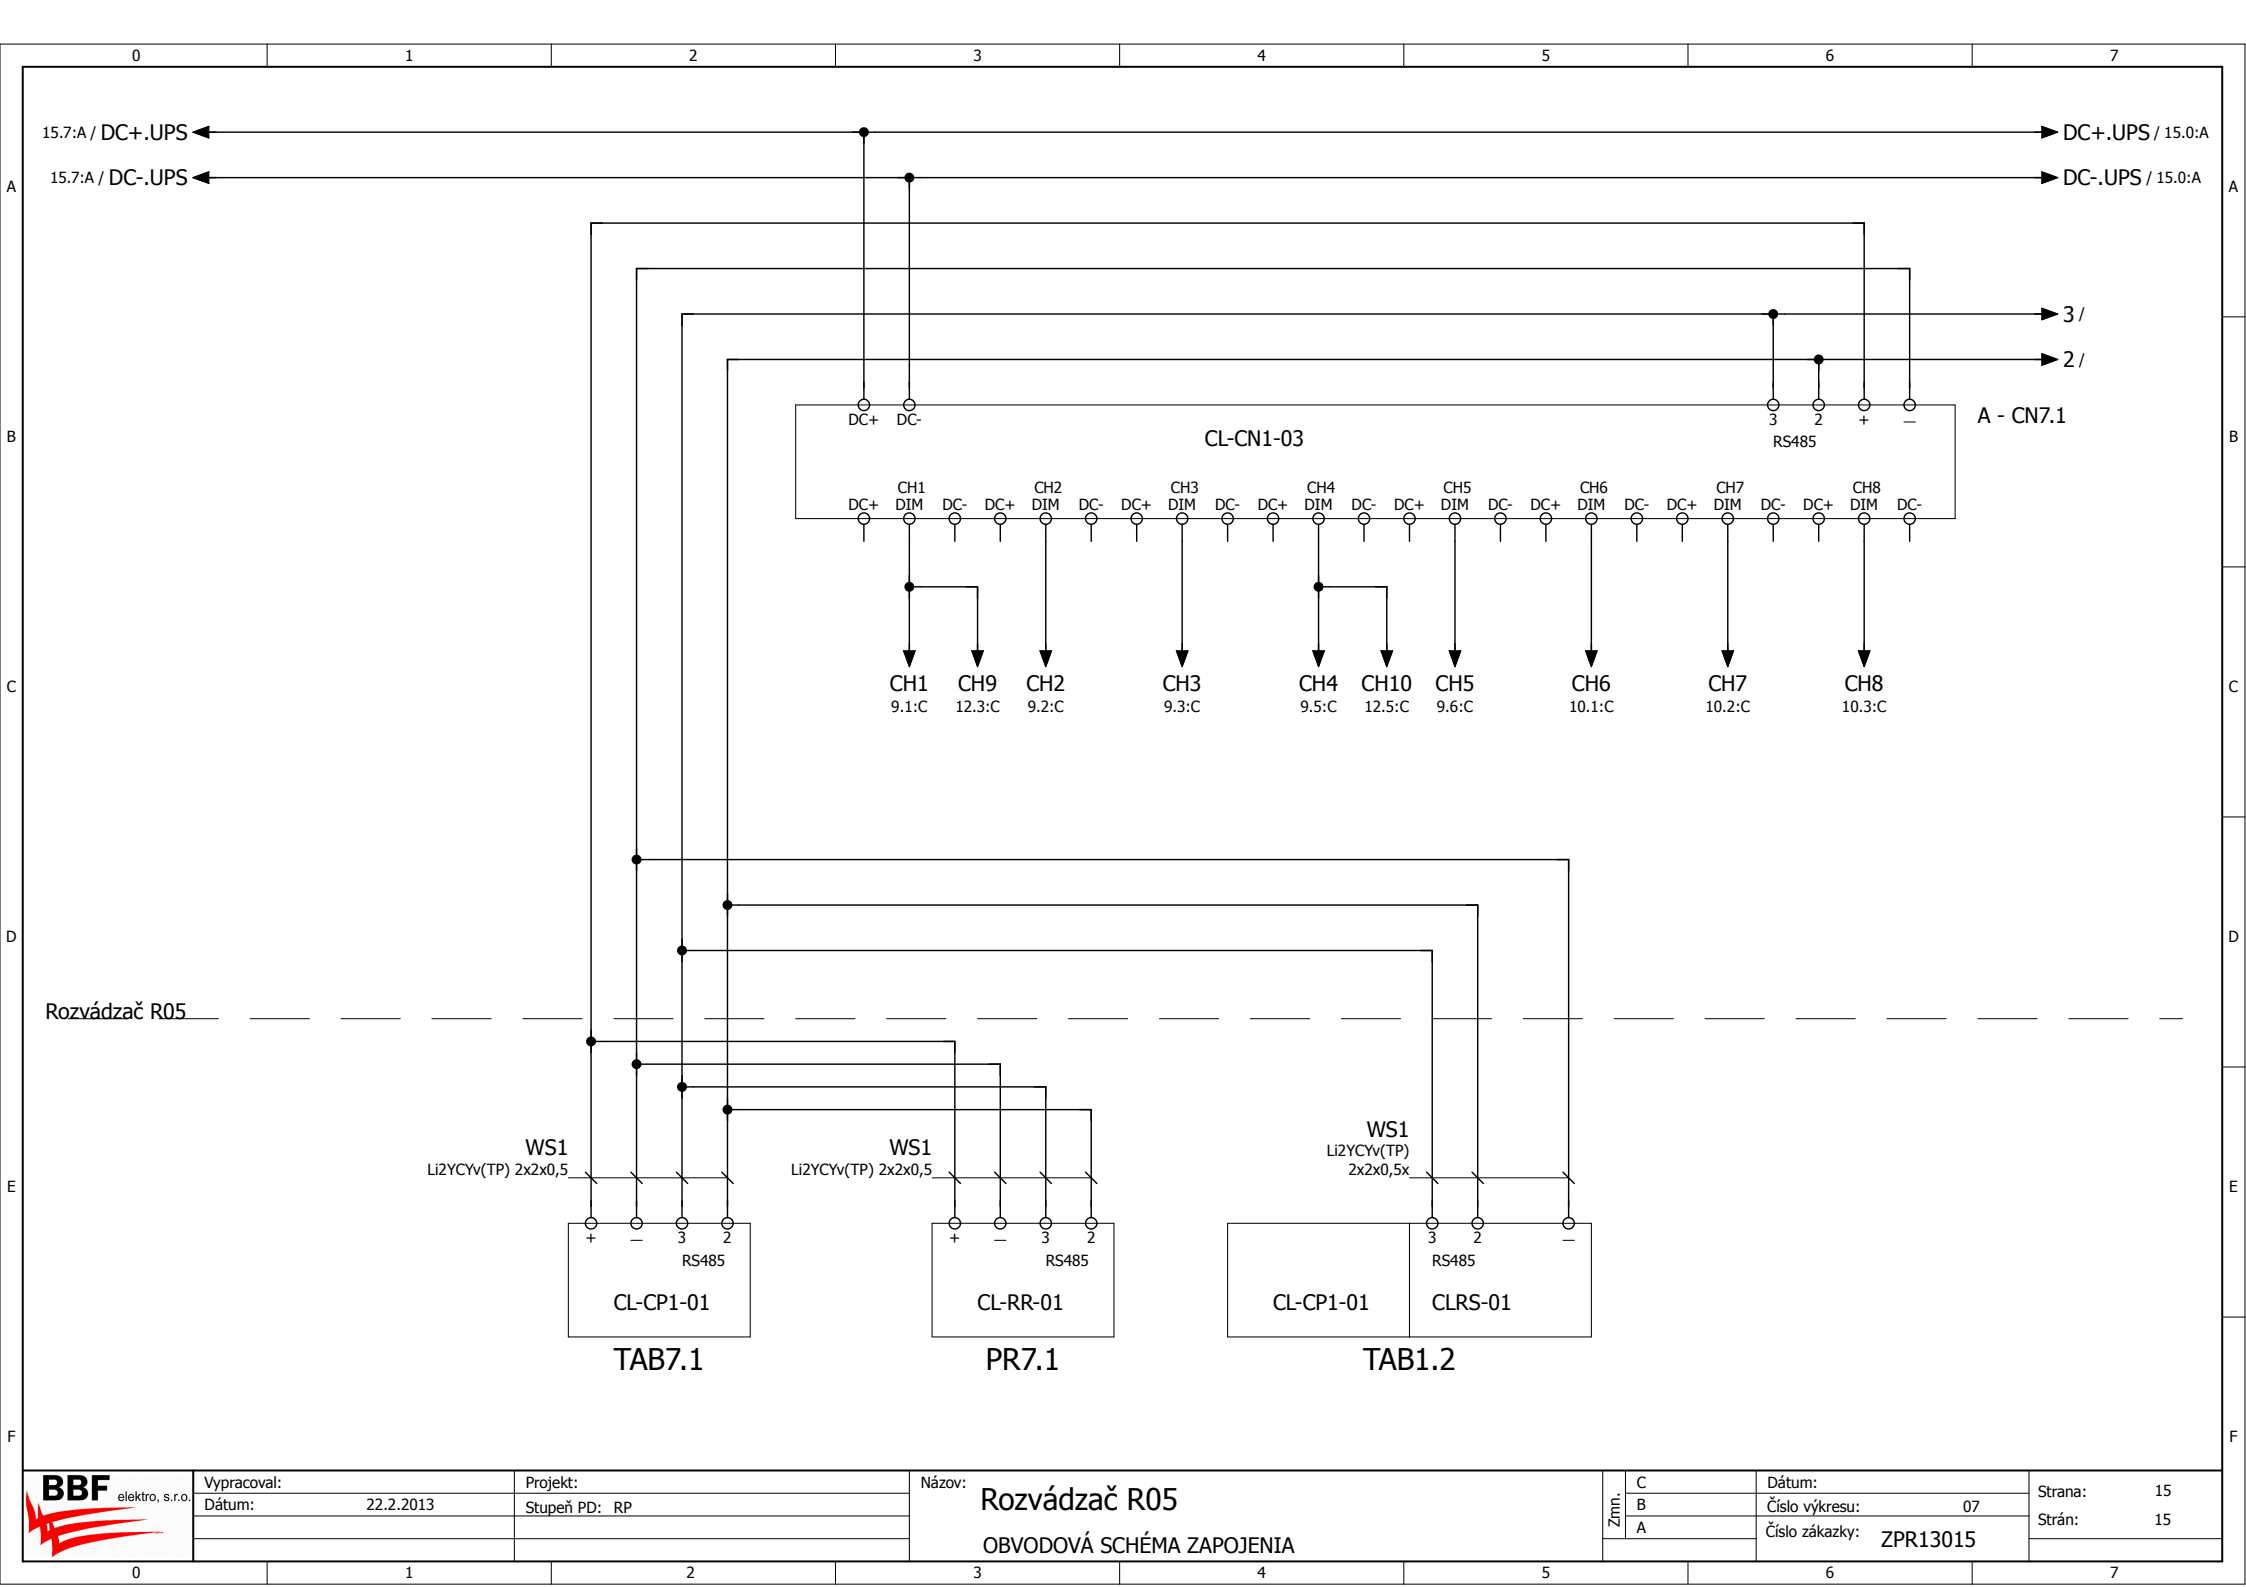 0 1 2 3 4 5 6 7
15.7:A / DC+.UPS DC+.UPS / 15.0:A
A 15.7:A / DC-.UPS DC-.UPS / 15.0:A A
3 /
2 /
DC+ DC- 3 2 + — A - CN7.1
B CL-CN1-03 RS485 B
CH1 CH2 CH3 CH4 CH5 CH6 CH7 CH8
DC+ DIM DC- DC+ DIM DC- DC+ DIM DC- DC+ DIM DC- DC+ DIM DC- DC+ DIM DC- DC+ DIM DC- DC+ DIM DC-
C CH1 CH9 CH2 CH3 CH4 CH10 CH5 CH6 CH7 CH8 C
9.1:C 12.3:C 9.2:C 9.3:C 9.5:C 12.5:C 9.6:C 10.1:C 10.2:C 10.3:C
D D
Rozvádzač R05
WS1 WS1 WS1
Li2YCYv(TP) 2x2x0,5 Li2YCYv(TP) 2x2x0,5 Li2YCYv(TP)
2x2x0,5x
E E
+ — 3 2 + — 3 2 3 2 —
RS485 RS485 RS485
CL-CP1-01 CL-RR-01 CL-CP1-01 CLRS-01
TAB7.1 PR7.1 TAB1.2
F F
BBF elektro, s.r.o.
Vypracoval:
Dátum: 22.2.2013
Projekt:
Stupeň PD: RP
Názov: Rozvádzač R05
OBVODOVÁ SCHÉMA ZAPOJENIA
Zmn.
C
B
A
Dátum:
Číslo výkresu: 07
Číslo zákazky: ZPR13015
Strana: 15
Strán: 15
0 1 2 3 4 5 6 7